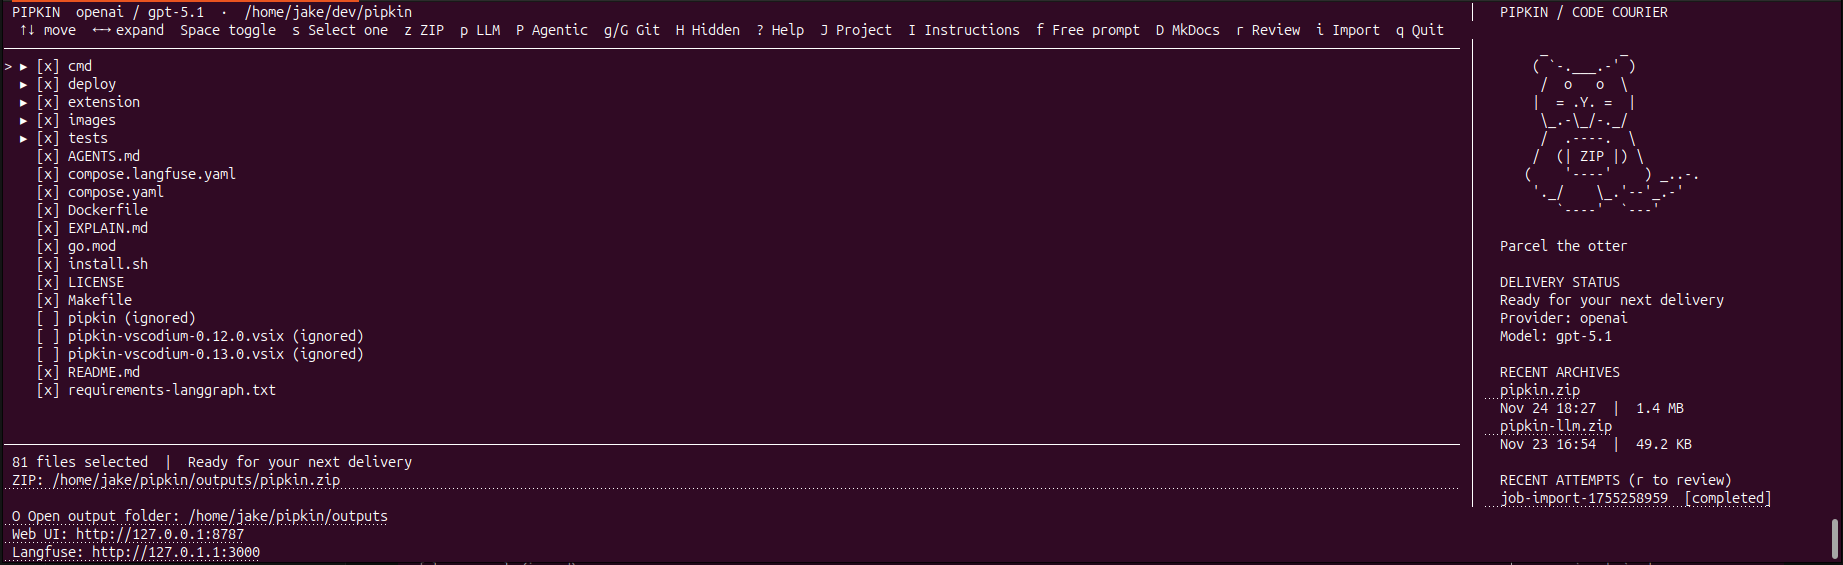 PIPKIN  openai / gpt-5.1  ·  /home/jake/dev/pipkin
↑↓ move  ←→ expand  Space toggle  s Select one  z ZIP  p LLM  P Agentic  g/G Git  H Hidden  ? Help  J Project  I Instructions  f Free prompt  D MkDocs  r Review  i Import  q Quit
> ▶ [x] cmd
▶ [x] deploy
▶ [x] extension
▶ [x] images
▶ [x] tests
[x] AGENTS.md
[x] compose.langfuse.yaml
[x] compose.yaml
[x] Dockerfile
[x] EXPLAIN.md
[x] go.mod
[x] install.sh
[x] LICENSE
[x] Makefile
[ ] pipkin (ignored)
[ ] pipkin-vscodium-0.12.0.vsix (ignored)
[ ] pipkin-vscodium-0.13.0.vsix (ignored)
[x] README.md
[x] requirements-langgraph.txt
81 files selected  |  Ready for your next delivery
ZIP: /home/jake/pipkin/outputs/pipkin.zip
O Open output folder: /home/jake/pipkin/outputs
Web UI: http://127.0.0.1:8787
Langfuse: http://127.0.1.1:3000
PIPKIN / CODE COURIER
ZIP
Parcel the otter
DELIVERY STATUS
Ready for your next delivery
Provider: openai
Model: gpt-5.1
RECENT ARCHIVES
pipkin.zip
Nov 24 18:27  |  1.4 MB
pipkin-llm.zip
Nov 23 16:54  |  49.2 KB
RECENT ATTEMPTS (r to review)
job-import-1755258959  [completed]